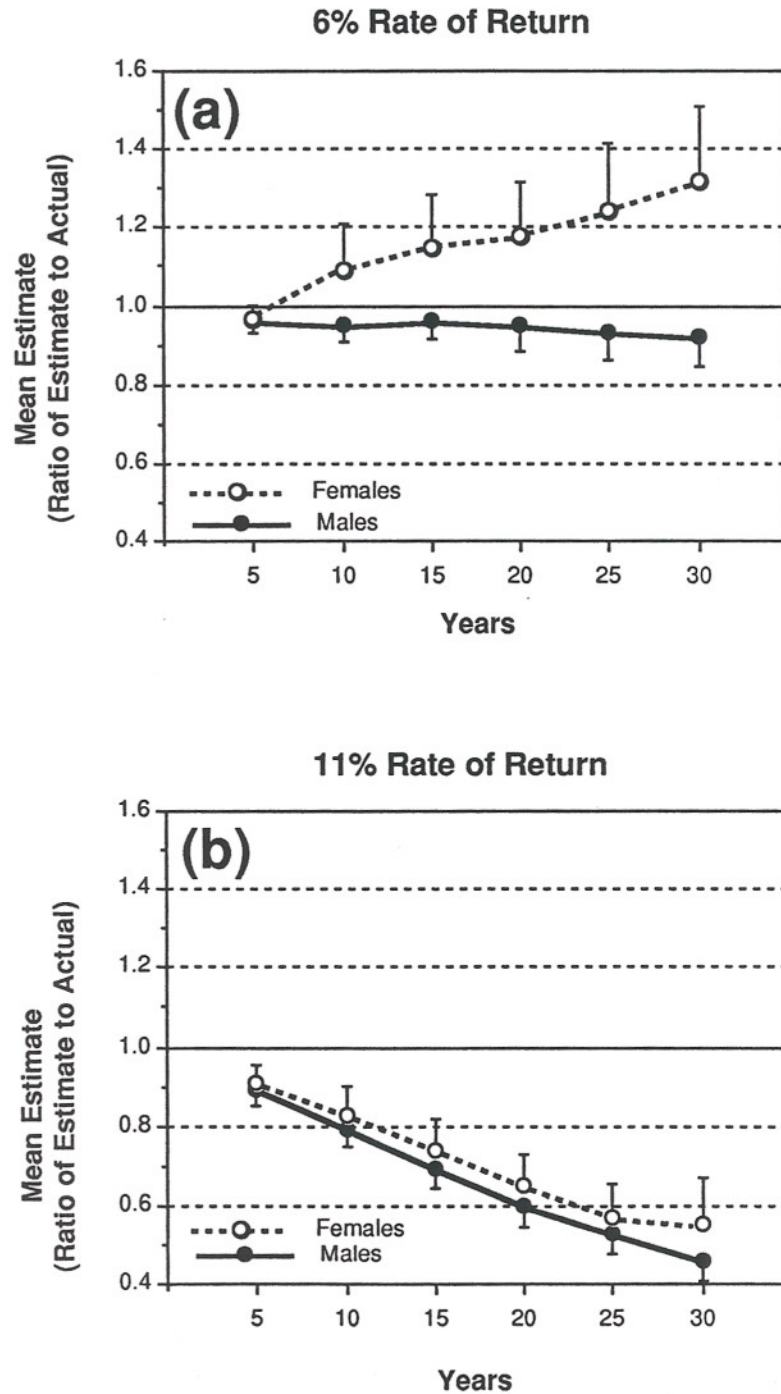 6% Rate of Return
(a)
1.6
1.4
1.2
1.0
0.8
0.6
0.4
Mean Estimate
(Ratio of Estimate to Actual)
Females
Males
5 10 15 20 25 30
Years
11% Rate of Return
(b)
1.6
1.4
1.2
1.0
0.8
0.6
0.4
Mean Estimate
(Ratio of Estimate to Actual)
Females
Males
5 10 15 20 25 30
Years